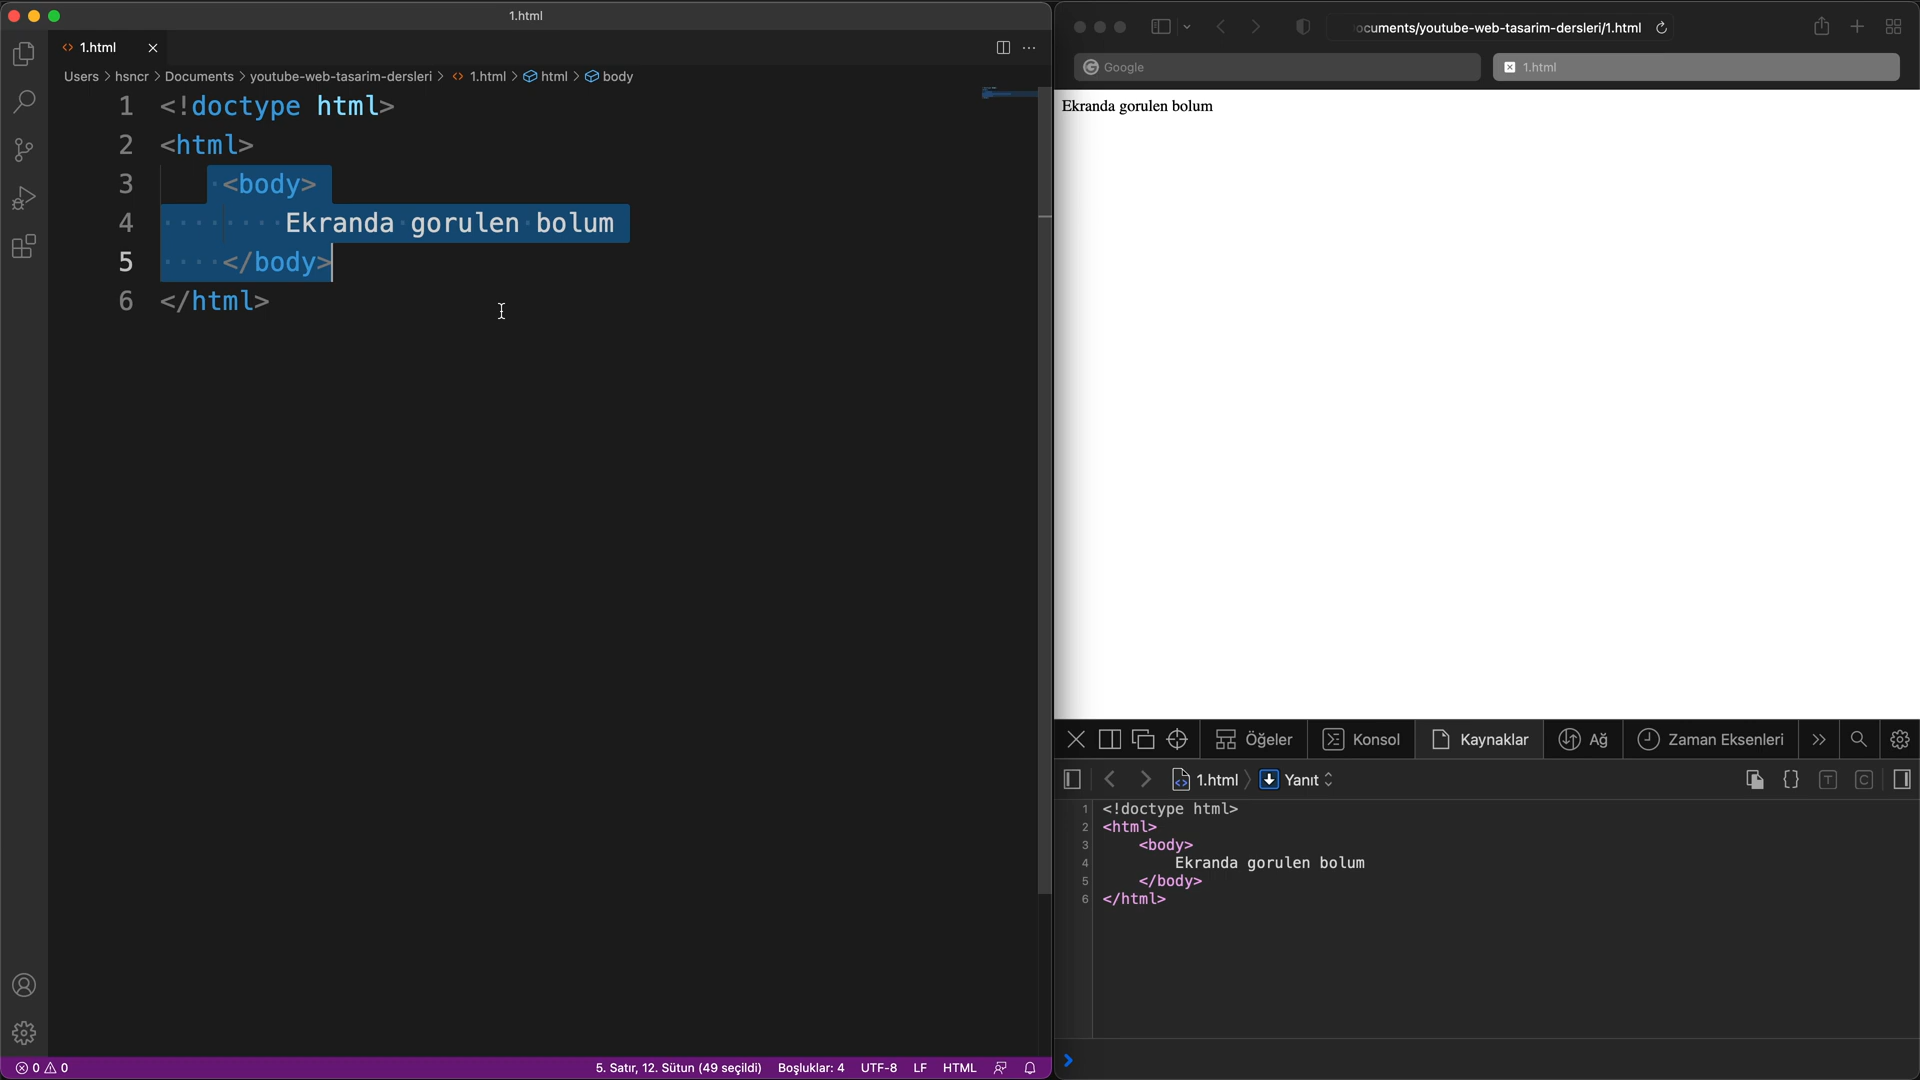 1.html
1.html
Users > hsncr > Documents > youtube-web-tasarim-dersleri > 1.html > html > body
1 <!doctype html>
2 <html>
3 <body>
4 Ekranda gorulen bolum
5 </body>
6 </html>
0 0
5. Satır, 12. Sütun (49 seçildi) Boşluklar: 4 UTF-8 LF HTML
ocuments/youtube-web-tasarim-dersleri/1.html
Google
1.html
Ekranda gorulen bolum
Öğeler Konsol Kaynaklar Ağ Zaman Eksenleri
1.html Yanıt
1 <!doctype html>
2 <html>
3 <body>
4 Ekranda gorulen bolum
5 </body>
6 </html>